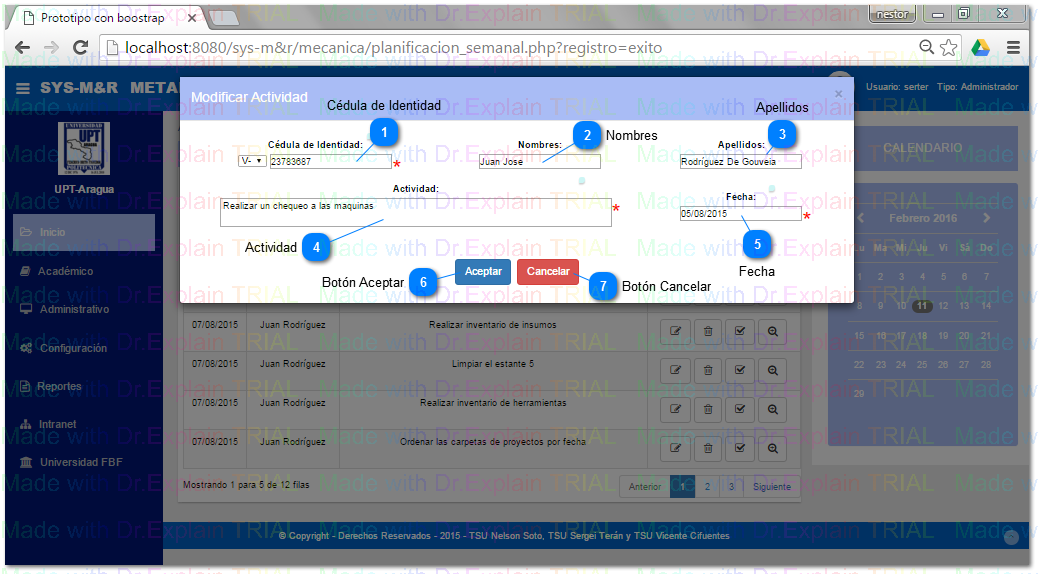 Prototipo con boostrap
nestor
localhost:8080/sys-m&r/mecanica/planificacion_semanal.php?registro=exito
SYS-M&R META
Usuario: serter Tipo: Administrador
Modificar Actividad
×
Cédula de Identidad
Apellidos
1
2
Nombres
3
Cédula de Identidad:
Nombres:
Apellidos:
V-
23783687
*
Juan Jose
Rodríguez De Gouveia
Actividad:
Realizar un chequeo a las maquinas
*
Fecha:
05/08/2015
*
Actividad
4
5
Fecha
Botón Aceptar
6
Aceptar
Cancelar
7
Botón Cancelar
UNIVERSIDAD
UPT
UPT-Aragua
Inicio
Académico
Administrativo
Configuración
Reportes
Intranet
Universidad FBF
CALENDARIO
Febrero 2016
Lu Ma Mi Ju Vi Sá Do
1 2 3 4 5 6 7
8 9 10 11 12 13 14
15 16 17 18 19 20 21
22 23 24 25 26 27 28
29
07/08/2015 Juan Rodríguez Realizar inventario de insumos
07/08/2015 Juan Rodríguez Limpiar el estante 5
07/08/2015 Juan Rodríguez Realizar inventario de herramientas
07/08/2015 Juan Rodríguez Ordenar las carpetas de proyectos por fecha
Mostrando 1 para 5 de 12 filas
Anterior 1 2 3 Siguiente
© Copyright - Derechos Reservados - 2015 - TSU Nelson Soto, TSU Sergei Terán y TSU Vicente Cifuentes
Made with Dr.Explain TRIAL